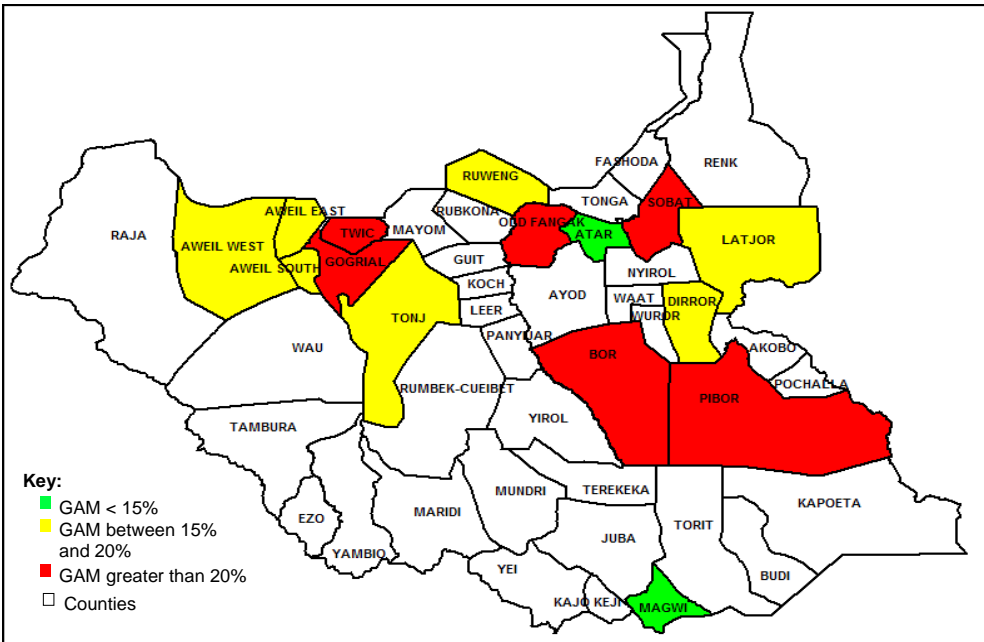 FASHODA
RENK
RUWENG
TONGA
SOBAT
AWEIL EAST
RUBKONA
OLD FANGAK
RAJA
TWIC
MAYOM
ATAR
AWEIL WEST
LATJOR
AWEIL SOUTH
GOGRIAL
GUIT
NYIROL
KOCH
AYOD
WAAT
DIRROR
LEER
TONJ
WUROR
PANYIJAR
WAU
BOR
AKOBO
POCHALLA
RUMBEK-CUEIBET
PIBOR
YIROL
TAMBURA
Key:
GAM < 15%
GAM between 15%
and 20%
GAM greater than 20%
Counties
MUNDRI
TEREKEKA
KAPOETA
EZO
MARIDI
TORIT
JUBA
YAMBIO
YEI
BUDI
KAJO KEJI
MAGWI